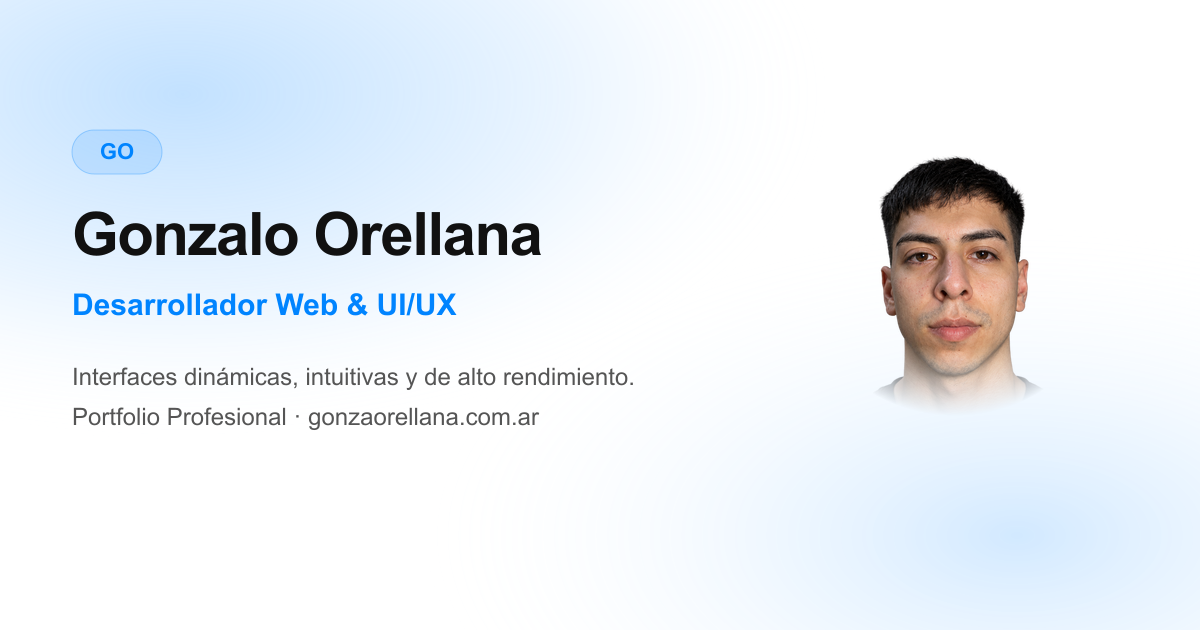 GO
Gonzalo Orellana
Desarrollador Web & UI/UX
Interfaces dinámicas, intuitivas y de alto rendimiento.
Portfolio Profesional · gonzaorellana.com.ar